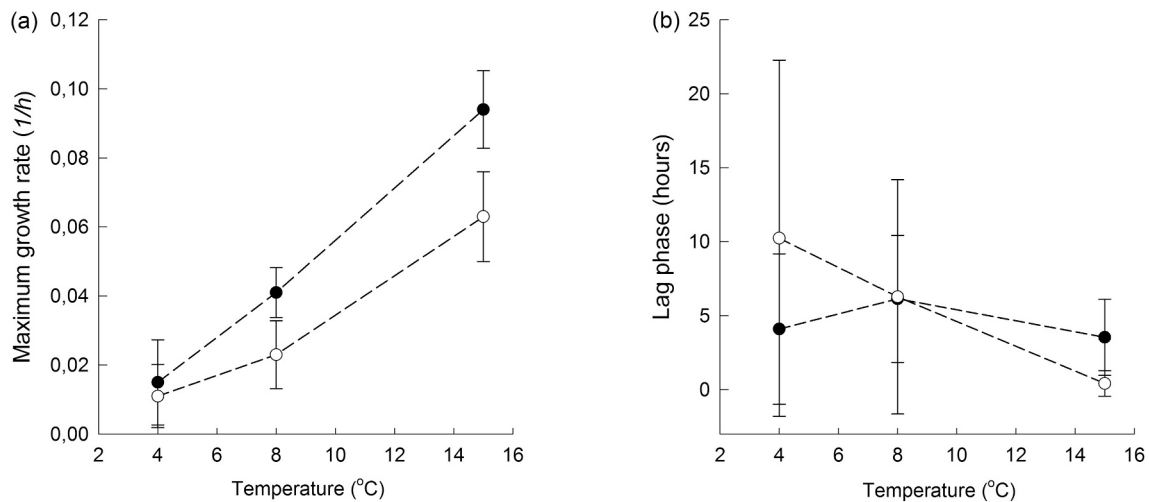 (a)
0,12
0,10
0,08
0,06
0,04
0,02
0,00
Maximum growth rate (1/h)
2 4 6 8 10 12 14 16
Temperature (°C)
(b)
25
20
15
10
5
0
Lag phase (hours)
2 4 6 8 10 12 14 16
Temperature (°C)